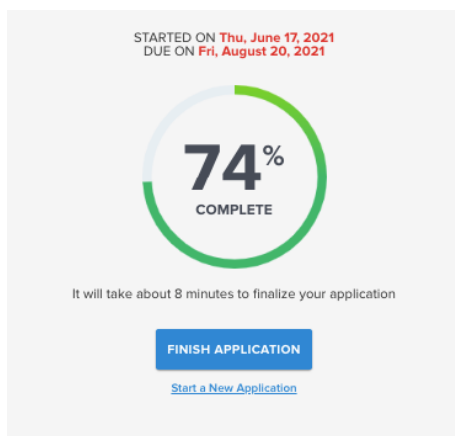 STARTED ON Thu, June 17, 2021
DUE ON Fri, August 20, 2021
74%
COMPLETE
It will take about 8 minutes to finalize your application
FINISH APPLICATION
Start a New Application